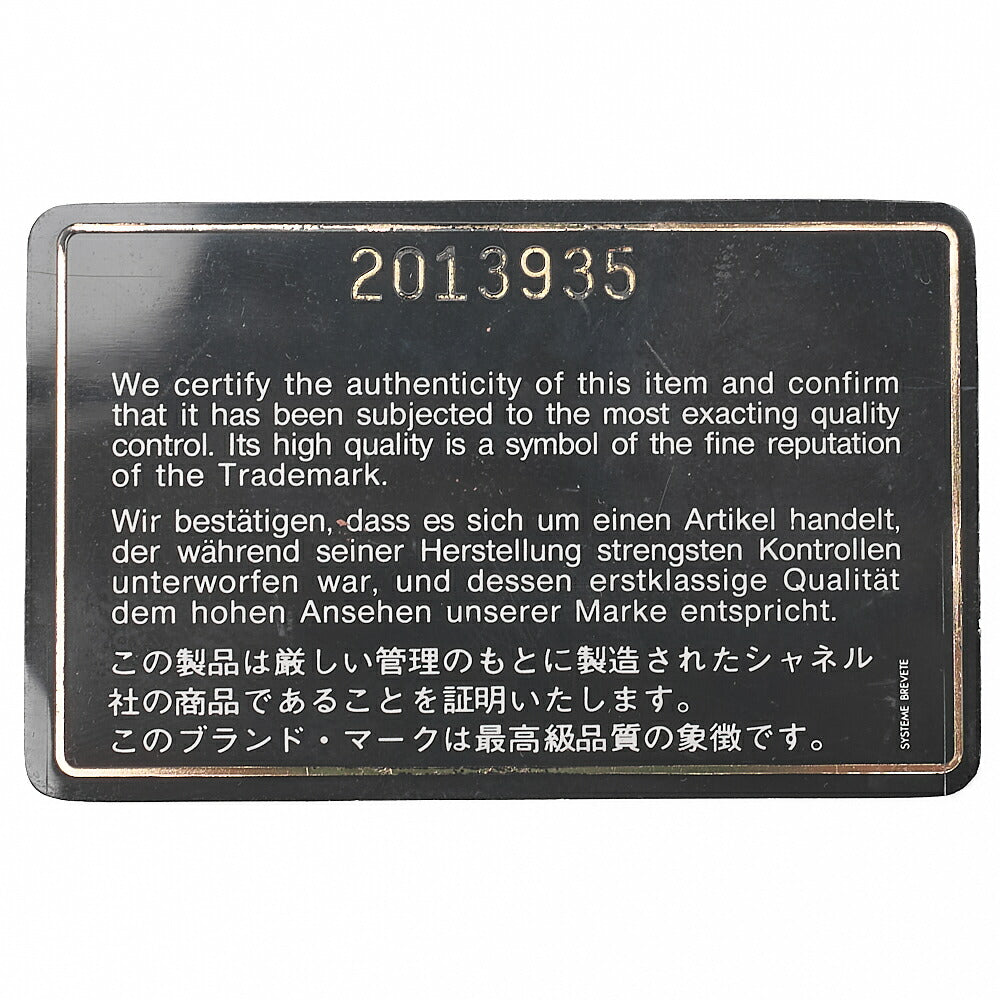 2013935
We certify the authenticity of this item and confirm
that it has been subjected to the most exacting quality
control. Its high quality is a symbol of the fine reputation
of the Trademark.
Wir bestätigen, dass es sich um einen Artikel handelt,
der während seiner Herstellung strengsten Kontrollen
unterworfen war, und dessen erstklassige Qualität
dem hohen Ansehen unserer Marke entspricht.
この製品は厳しい管理のもとに製造されたシャネル
社の商品であることを証明いたします。
このブランド・マークは最高級品質の象徴です。
SYSTEME BREVETE